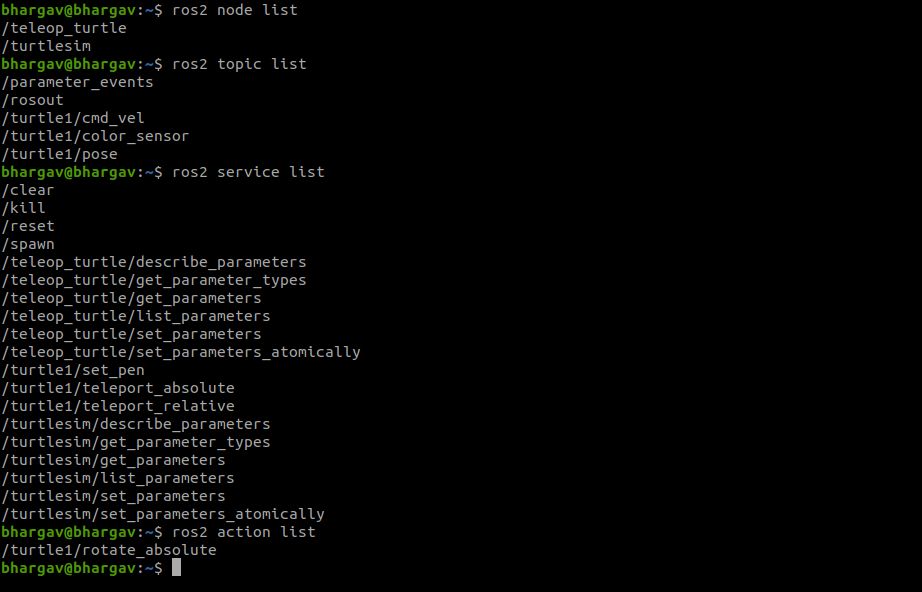 bhargav@bhargav:~$ ros2 node list
/teleop_turtle
/turtlesim
bhargav@bhargav:~$ ros2 topic list
/parameter_events
/rosout
/turtle1/cmd_vel
/turtle1/color_sensor
/turtle1/pose
bhargav@bhargav:~$ ros2 service list
/clear
/kill
/reset
/spawn
/teleop_turtle/describe_parameters
/teleop_turtle/get_parameter_types
/teleop_turtle/get_parameters
/teleop_turtle/list_parameters
/teleop_turtle/set_parameters
/teleop_turtle/set_parameters_atomically
/turtle1/set_pen
/turtle1/teleport_absolute
/turtle1/teleport_relative
/turtlesim/describe_parameters
/turtlesim/get_parameter_types
/turtlesim/get_parameters
/turtlesim/list_parameters
/turtlesim/set_parameters
/turtlesim/set_parameters_atomically
bhargav@bhargav:~$ ros2 action list
/turtle1/rotate_absolute
bhargav@bhargav:~$